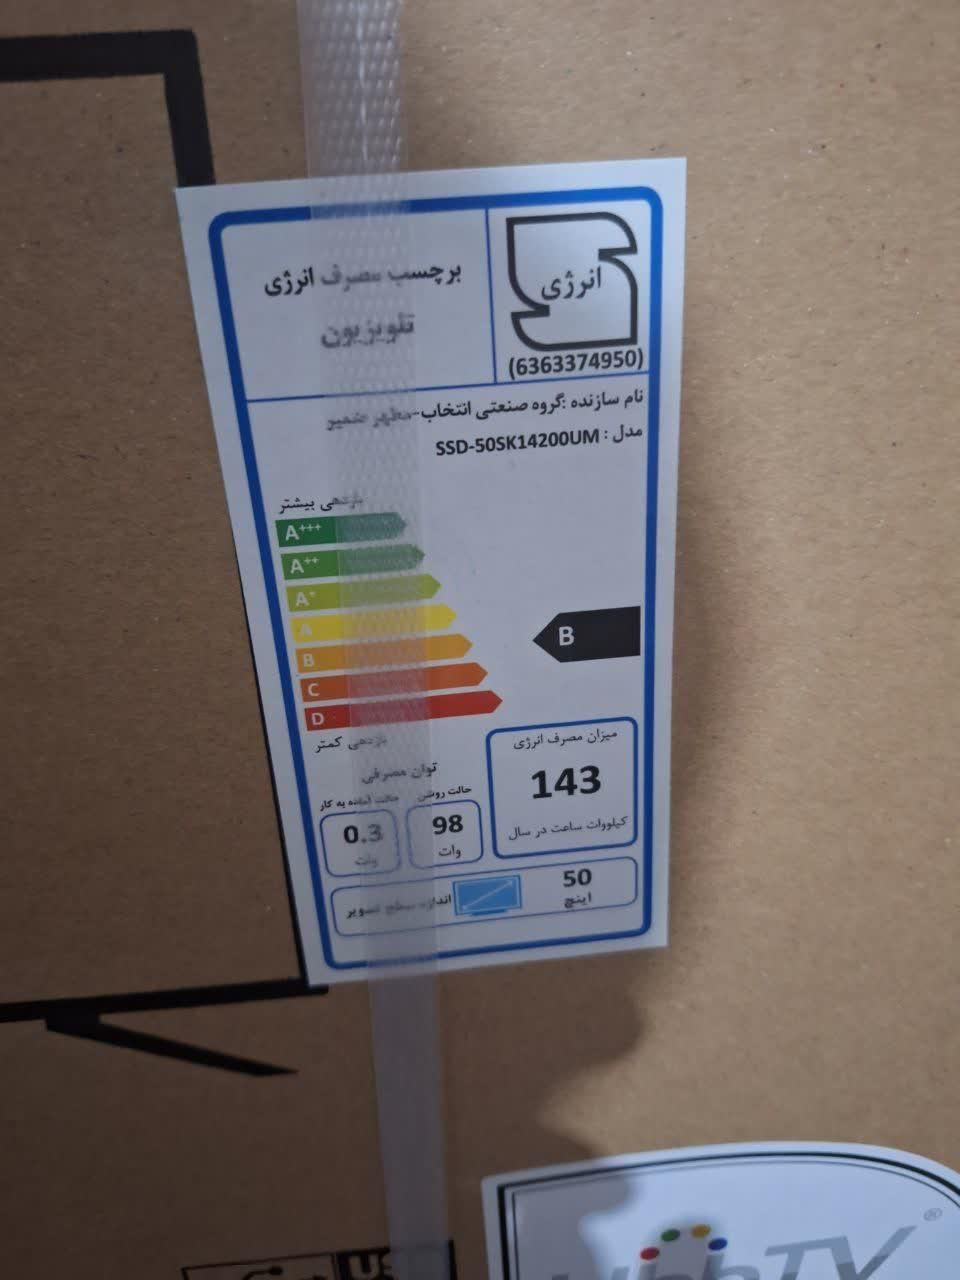 برچسب مصرف انرژی
تلویزیون
انرژی
(6363374950)
نام سازنده :گروه صنعتی انتخاب-مطهر ضمیر
مدل : SSD-50SK14200UM
بازدهی بیشتر
A+++
A++
A+
A
B
B
C
D
بازدهی کمتر
میزان مصرف انرژی
143
کیلووات ساعت در سال
توان مصرفی
حالت روشن
98
وات
حالت آماده به کار
0.3
وات
50
اینچ
اندازه سطح تصویر
HbbTV®